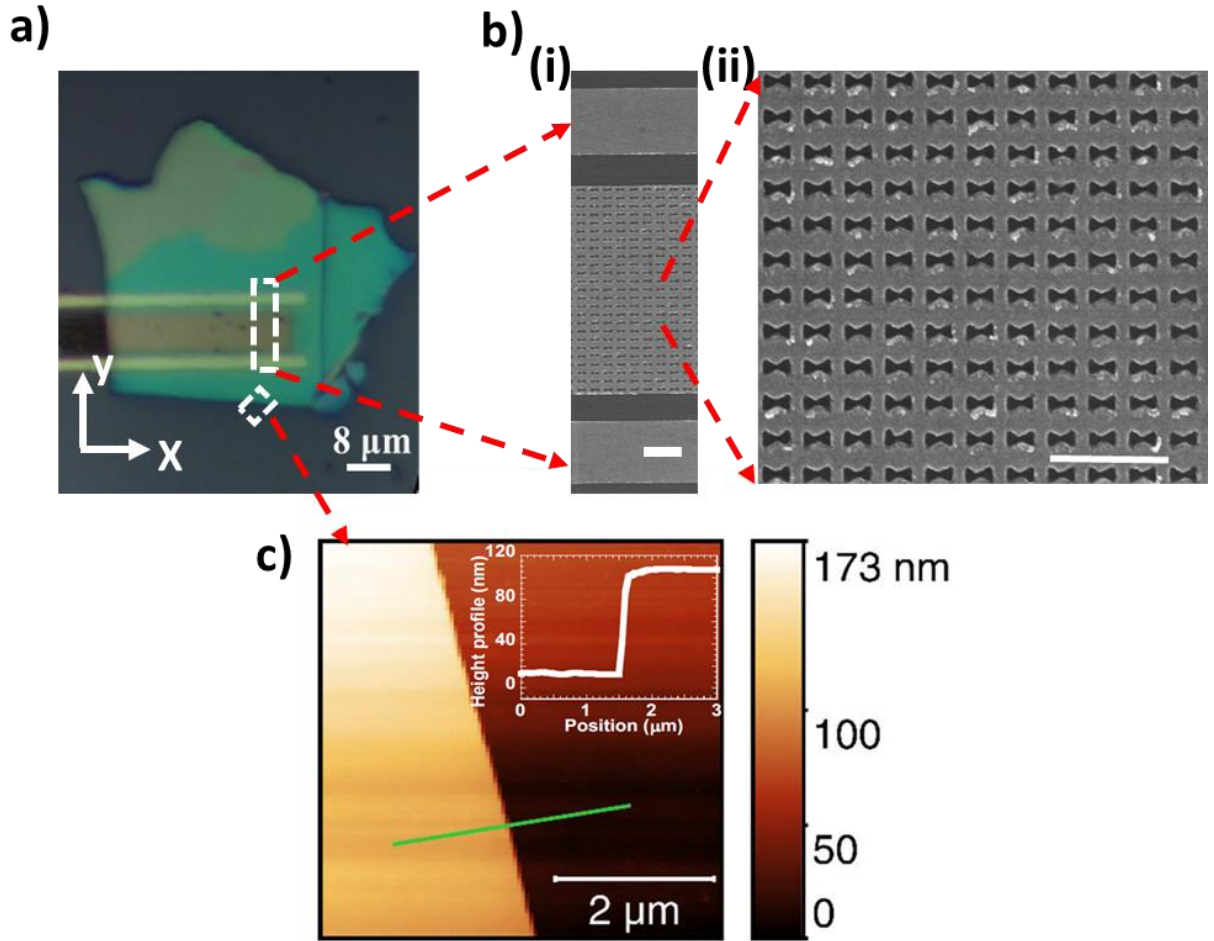 a)
b)
(i)
(ii)
y
X
8 µm
c)
120
80
40
0
Height profile (nm)
0 1 2 3
Position (µm)
2 µm
173 nm
100
50
0